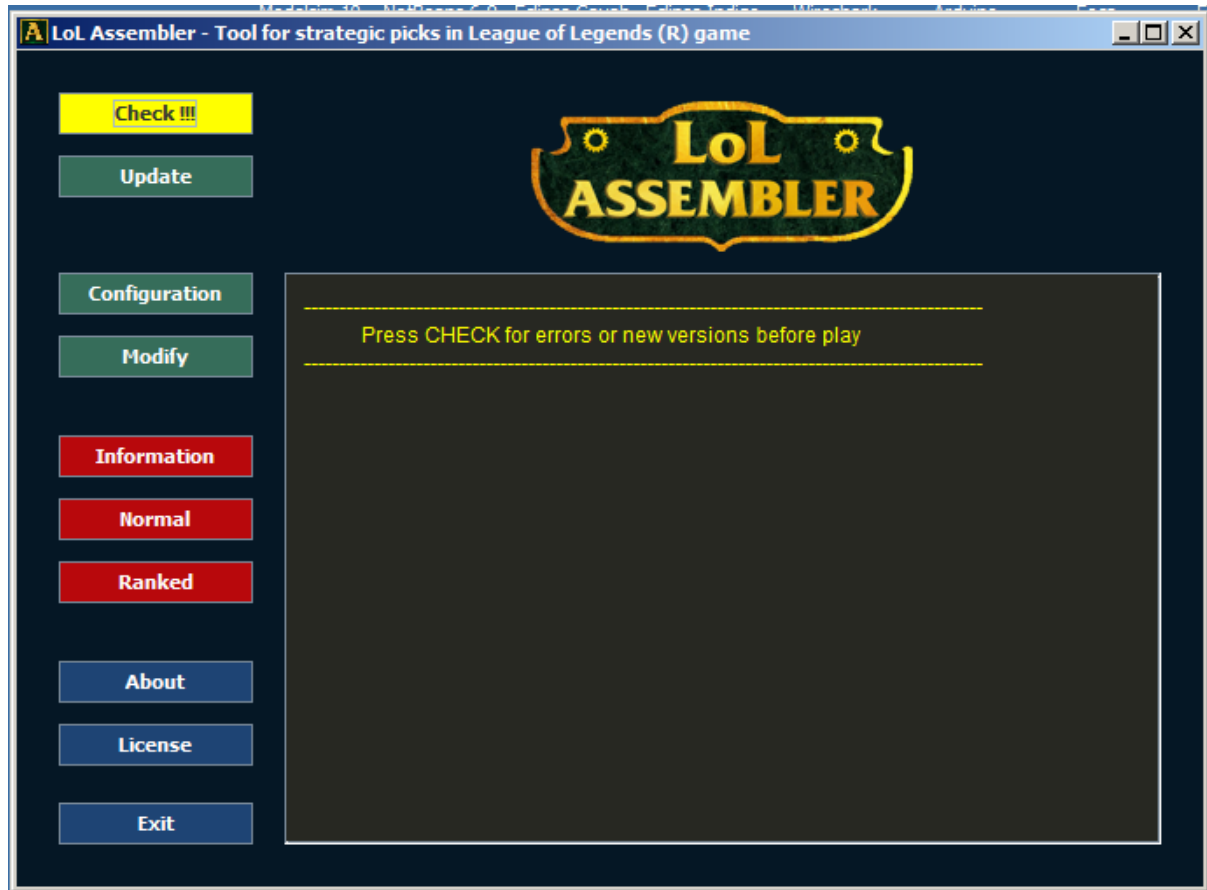 LoL Assembler - Tool for strategic picks in League of Legends (R) game
Check !!!
Update
LoL
ASSEMBLER
Configuration
Modify
Press CHECK for errors or new versions before play
Information
Normal
Ranked
About
License
Exit